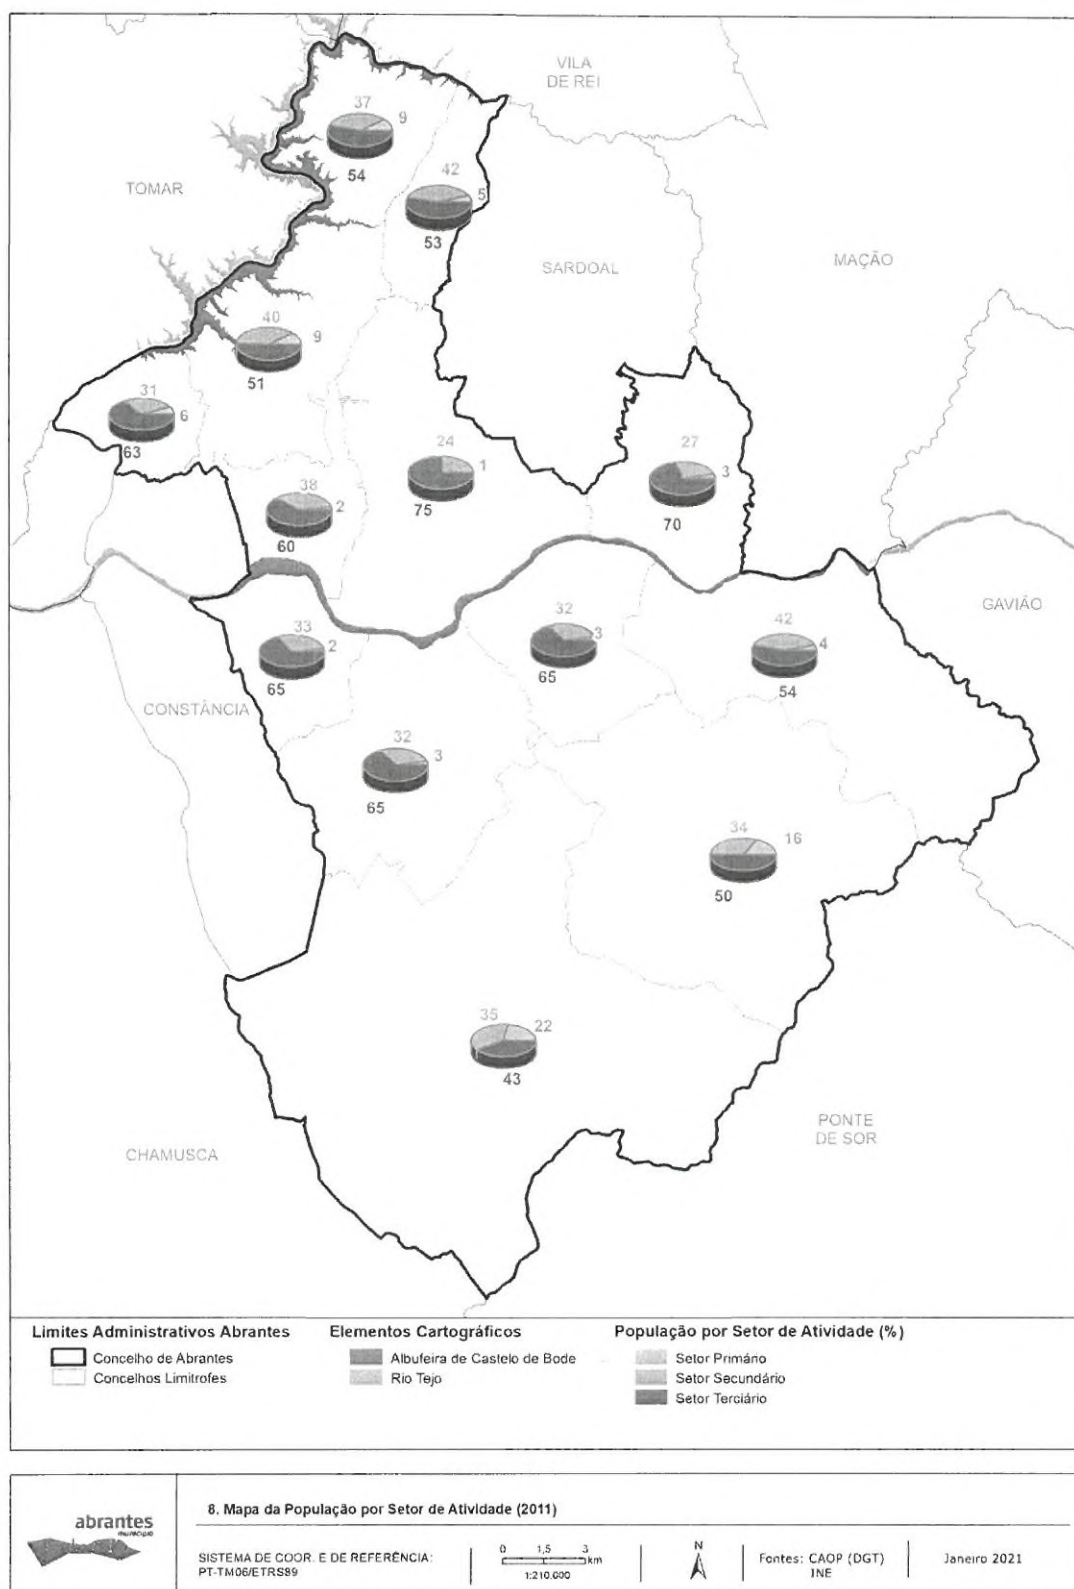 VILA
DE REI
37
9
54
TOMAR
42
5
53
SARDOAL
MAÇÃO
40
9
51
31
6
63
24
1
75
27
3
70
38
2
60
GAVIÃO
33
2
65
32
3
65
42
4
54
CONSTÂNCIA
32
3
65
34
16
50
35
22
43
PONTE
DE SOR
CHAMUSCA
Limites Administrativos Abrantes
Concelho de Abrantes
Concelhos Limítrofes
Elementos Cartográficos
Albufeira de Castelo de Bode
Rio Tejo
População por Setor de Atividade (%)
Setor Primário
Setor Secundário
Setor Terciário
abrantes
município
8. Mapa da População por Setor de Atividade (2011)
SISTEMA DE COOR. E DE REFERÊNCIA:
PT-TM06/ETRS89
0 1,5 3
km
1:210.000
N
Fontes: CAOP (DGT)
INE
Janeiro 2021